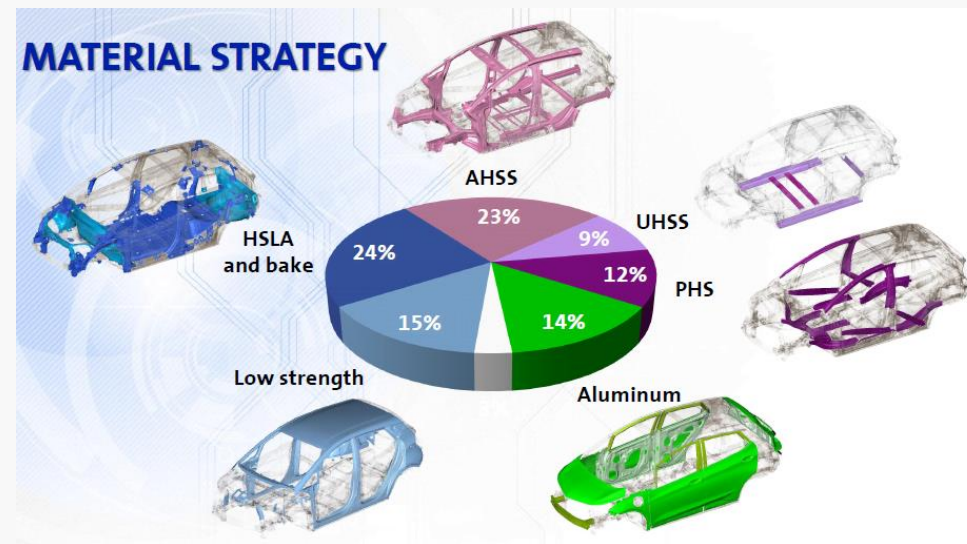 MATERIAL STRATEGY
AHSS
23%
UHSS
9%
HSLA
and bake
24%
12%
PHS
15%
14%
Low strength
Aluminum